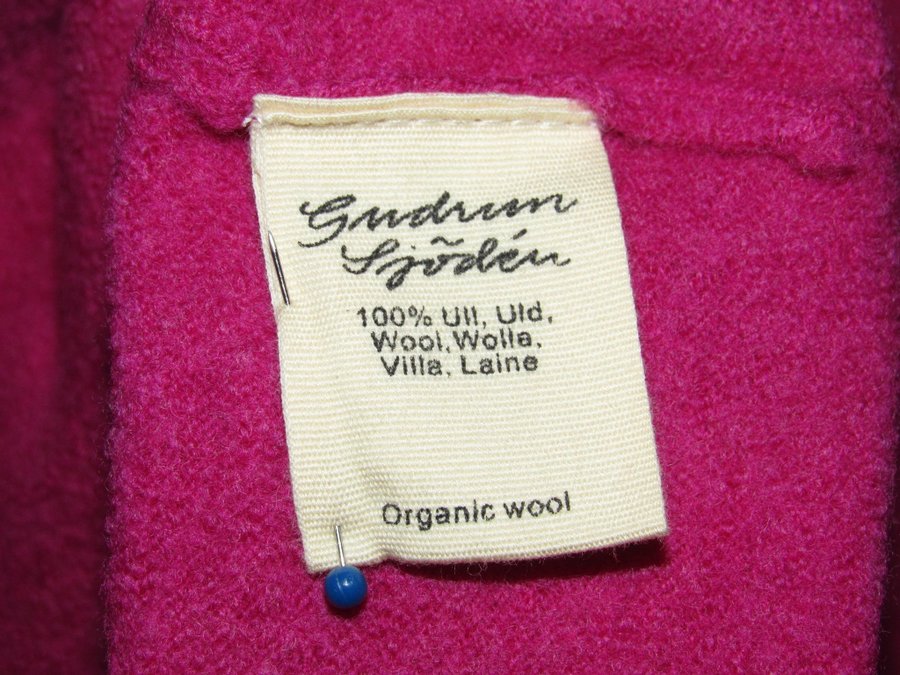 Gudrun
Sjödén
100% Ull, Uld,
Wool, Wolla,
Villa, Laine
Organic wool